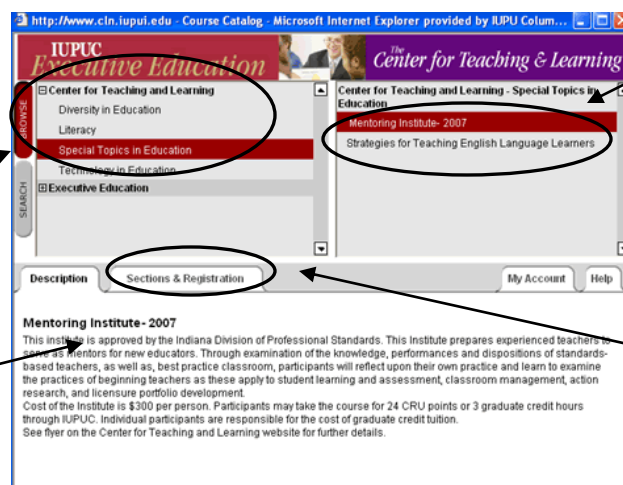 http://www.cln.iupui.edu - Course Catalog - Microsoft Internet Explorer provided by IUPU Colum...
IUPUC
Executive Education
The Center for Teaching & Learning
BROWSE
SEARCH
Center for Teaching and Learning
Diversity in Education
Literacy
Special Topics in Education
Technology in Education
Executive Education
Center for Teaching and Learning - Special Topics in
Education
Mentoring Institute- 2007
Strategies for Teaching English Language Learners
Description
Sections & Registration
My Account
Help
Mentoring Institute- 2007
This institute is approved by the Indiana Division of Professional Standards. This Institute prepares experienced teachers to
serve as mentors for new educators. Through examination of the knowledge, performances and dispositions of standards-
based teachers, as well as, best practice classroom, participants will reflect upon their own practice and learn to examine
the practices of beginning teachers as these apply to student learning and assessment, classroom management, action
research, and licensure portfolio development.
Cost of the Institute is $300 per person. Participants may take the course for 24 CRU points or 3 graduate credit hours
through IUPUC. Individual participants are responsible for the cost of graduate credit tuition.
See flyer on the Center for Teaching and Learning website for further details.